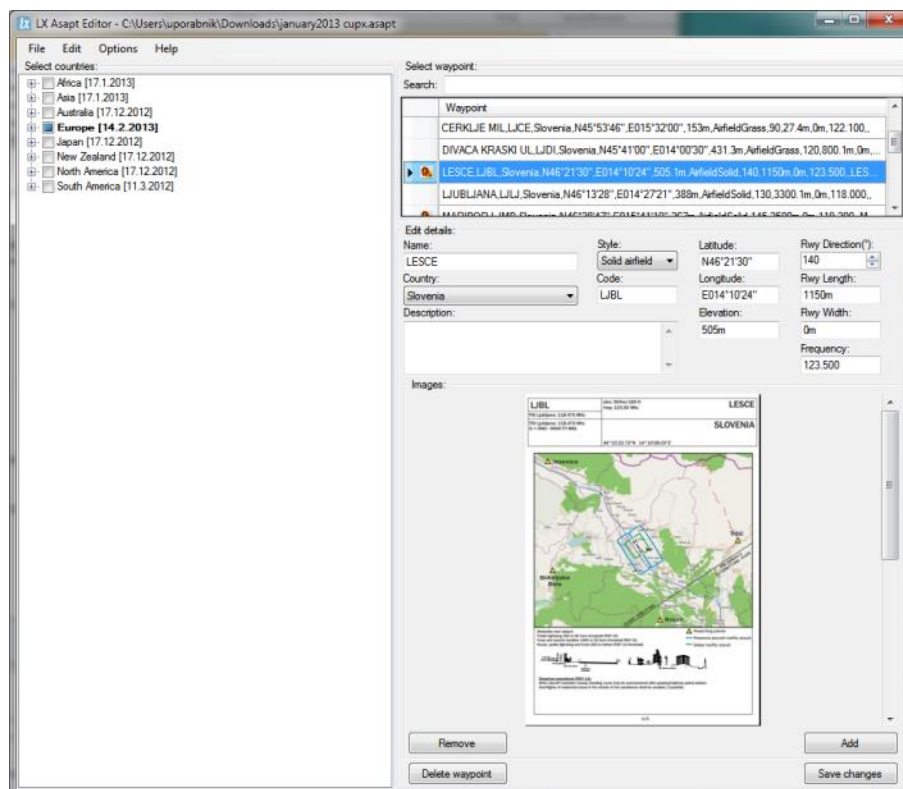 LX Asapt Editor - C:\Users\uporabnik\Downloads\january2013 cupx.asapt
File Edit Options Help
Select countries:
Africa [17.1.2013]
Asia [17.1.2013]
Australia [17.12.2012]
Europe [14.2.2013]
Japan [17.12.2012]
New Zealand [17.12.2012]
North America [17.12.2012]
South America [11.3.2012]
Select waypoint:
Search:
Waypoint
CERKLJE MIL,LJCE,Slovenia,N45°53'46",E015°32'00",153m,AirfieldGrass,90,27.4m,0m,122.100,,
DIVACA KRASKI UL,LJDI,Slovenia,N45°41'00",E014°00'30",431.3m,AirfieldGrass,120,800.1m,0m,...
LESCE,LJBL,Slovenia,N46°21'30",E014°10'24",505.1m,AirfieldSolid,140,1150m,0m,123.500,,LES...
LJUBLJANA,LJLJ,Slovenia,N46°13'28",E014°27'21",388m,AirfieldSolid,130,3300.1m,0m,118.000,,
Edit details:
Name: Style: Latitude: Rwy Direction(°):
LESCE Solid airfield N46°21'30" 140
Country: Code: Longitude: Rwy Length:
Slovenia LJBL E014°10'24" 1150m
Description: Elevation: Rwy Width:
505m 0m
Frequency:
123.500
Images:
LJBL LESCE
SLOVENIA
Remove Add
Delete waypoint Save changes